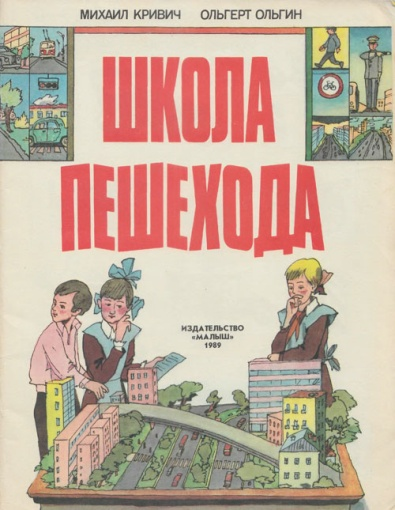 МИХАИЛ КРИВИЧ ОЛЬГЕРТ ОЛЬГИН
ШКОЛА
ПЕШЕХОДА
ИЗДАТЕЛЬСТВО
«МАЛЫШ»
1989